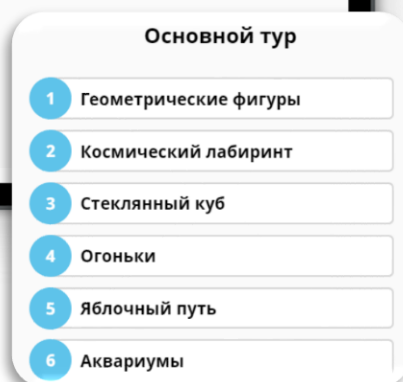 Основной тур
1 Геометрические фигуры
2 Космический лабиринт
3 Стеклянный куб
4 Огоньки
5 Яблочный путь
6 Аквариумы